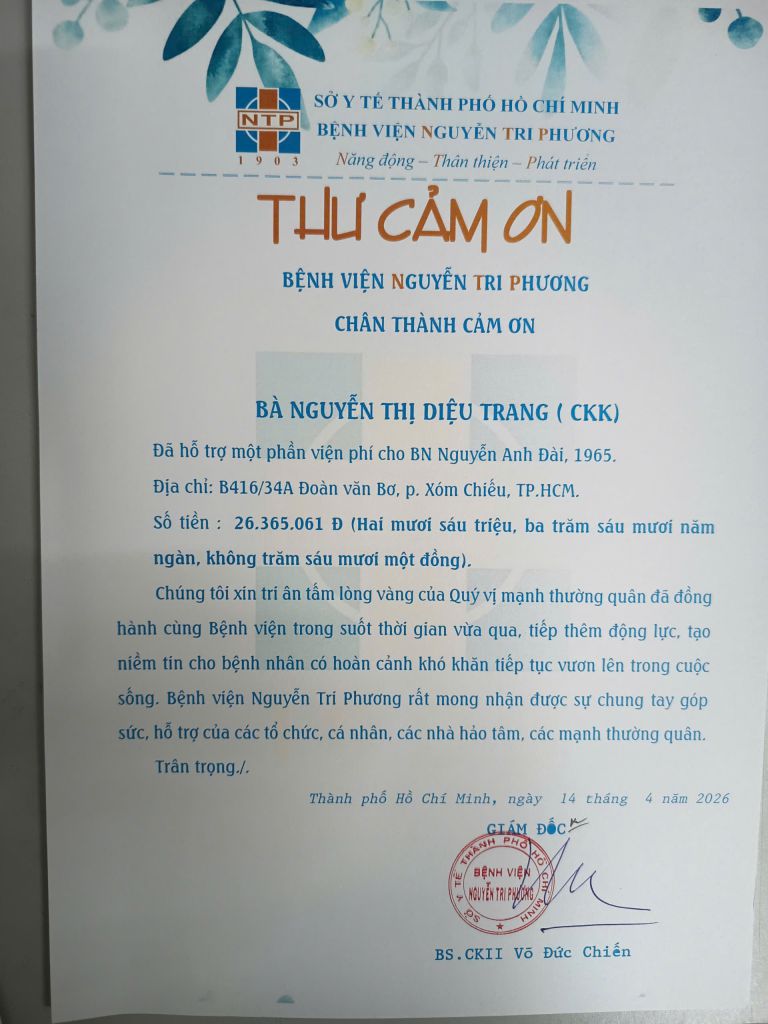 NTP
1903
SỞ Y TẾ THÀNH PHỐ HỒ CHÍ MINH
BỆNH VIỆN NGUYỄN TRI PHƯƠNG
Năng động – Thân thiện – Phát triển
THƯ CẢM ƠN
BỆNH VIỆN NGUYỄN TRI PHƯƠNG
CHÂN THÀNH CẢM ƠN
BÀ NGUYỄN THỊ DIỆU TRANG ( CKK)
Đã hỗ trợ một phần viện phí cho BN Nguyễn Anh Đài, 1965.
Địa chỉ: B416/34A Đoàn văn Bơ, p. Xóm Chiếu, TP.HCM.
Số tiền : 26.365.061 Đ (Hai mươi sáu triệu, ba trăm sáu mươi năm
ngàn, không trăm sáu mươi một đồng).
Chúng tôi xin tri ân tấm lòng vàng của Quý vị mạnh thường quân đã đồng
hành cùng Bệnh viện trong suốt thời gian vừa qua, tiếp thêm động lực, tạo
niềm tin cho bệnh nhân có hoàn cảnh khó khăn tiếp tục vươn lên trong cuộc
sống. Bệnh viện Nguyễn Tri Phương rất mong nhận được sự chung tay góp
sức, hỗ trợ của các tổ chức, cá nhân, các nhà hảo tâm, các mạnh thường quân.
Trân trọng./.
Thành phố Hồ Chí Minh, ngày 14 tháng 4 năm 2026
GIÁM ĐỐC
SỞ Y TẾ THÀNH PHỐ HỒ CHÍ MINH
BỆNH VIỆN
NGUYỄN TRI PHƯƠNG
BS.CKII Võ Đức Chiến